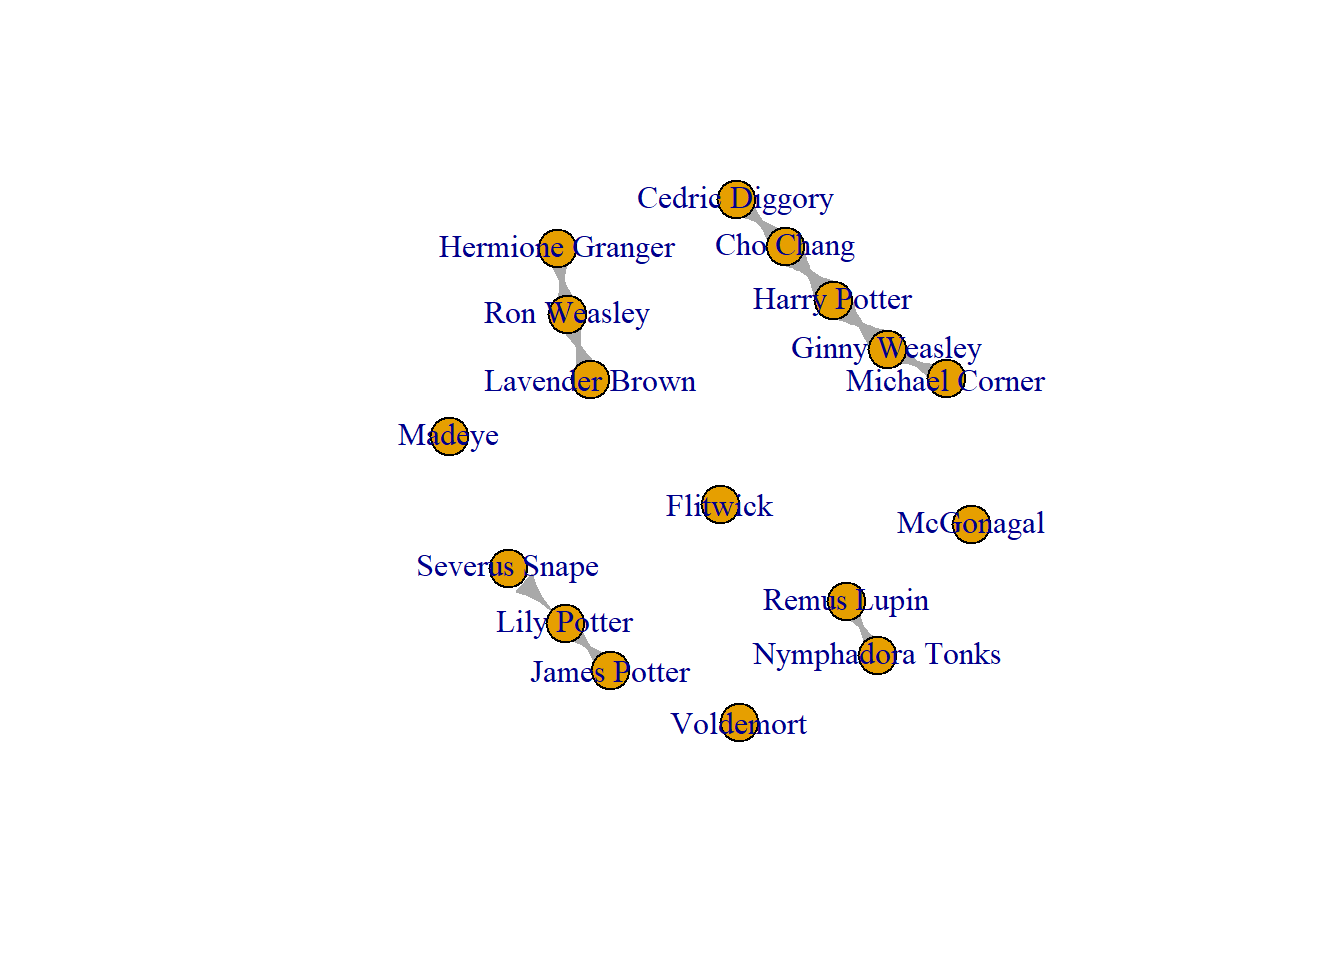 Cedric Diggory
Hermione Granger
Cho Chang
Harry Potter
Ron Weasley
Ginny Weasley
Lavender Brown
Michael Corner
Madeye
Flitwick
McGonagal
Severus Snape
Remus Lupin
Lily Potter
Nymphadora Tonks
James Potter
Voldemort